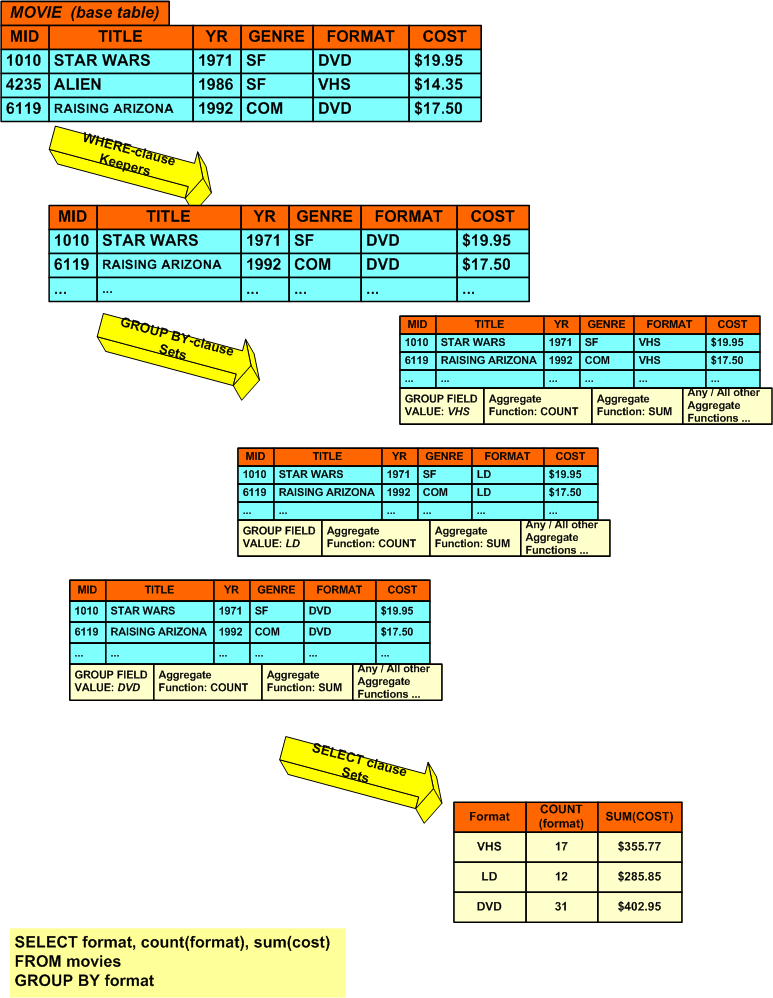 MOVIE (base table)
MID TITLE YR GENRE FORMAT COST
1010 STAR WARS 1971 SF DVD $19.95
4235 ALIEN 1986 SF VHS $14.35
6119 RAISING ARIZONA 1992 COM DVD $17.50
WHERE-clause
Keepers
MID TITLE YR GENRE FORMAT COST
1010 STAR WARS 1971 SF DVD $19.95
6119 RAISING ARIZONA 1992 COM DVD $17.50
... ... ... ... ... ...
GROUP BY-clause
Sets
MID TITLE YR GENRE FORMAT COST
1010 STAR WARS 1971 SF VHS $19.95
6119 RAISING ARIZONA 1992 COM VHS $17.50
... ... ... ... ... ...
GROUP FIELD
VALUE: VHS
Aggregate
Function: COUNT
Aggregate
Function: SUM
Any / All other
Aggregate
Functions ...
MID TITLE YR GENRE FORMAT COST
1010 STAR WARS 1971 SF LD $19.95
6119 RAISING ARIZONA 1992 COM LD $17.50
... ... ... ... ... ...
GROUP FIELD
VALUE: LD
Aggregate
Function: COUNT
Aggregate
Function: SUM
Any / All other
Aggregate
Functions ...
MID TITLE YR GENRE FORMAT COST
1010 STAR WARS 1971 SF DVD $19.95
6119 RAISING ARIZONA 1992 COM DVD $17.50
... ... ... ... ... ...
GROUP FIELD
VALUE: DVD
Aggregate
Function: COUNT
Aggregate
Function: SUM
Any / All other
Aggregate
Functions ...
SELECT clause
Sets
Format COUNT (format) SUM(COST)
VHS 17 $355.77
LD 12 $285.85
DVD 31 $402.95
SELECT format, count(format), sum(cost)
FROM movies
GROUP BY format